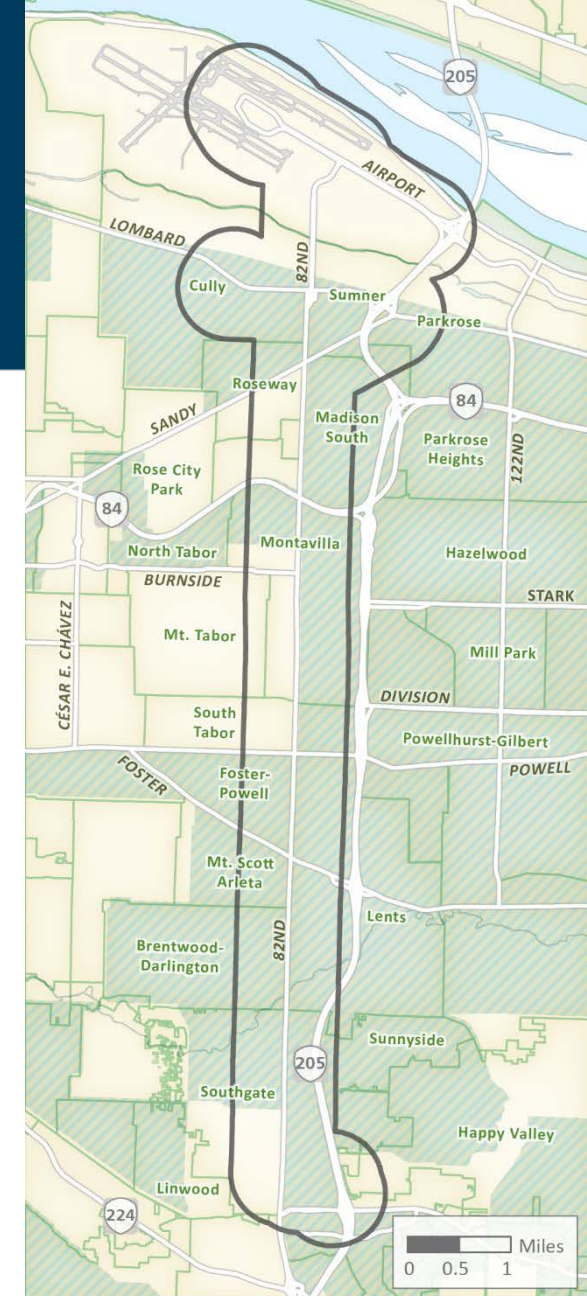 205
AIRPORT
LOMBARD
82ND
Cully
Sumner
Parkrose
Roseway
84
SANDY
Madison
South
Parkrose
Heights
122ND
Rose City
Park
84
North Tabor
Montavilla
Hazelwood
BURNSIDE
STARK
CÉSAR E. CHÁVEZ
Mt. Tabor
Mill Park
DIVISION
South
Tabor
Powellhurst-Gilbert
FOSTER
Foster-
Powell
POWELL
Mt. Scott
Arleta
Lents
82ND
Brentwood-
Darlington
Sunnyside
205
Southgate
Happy Valley
Linwood
224
Miles
0 0.5 1